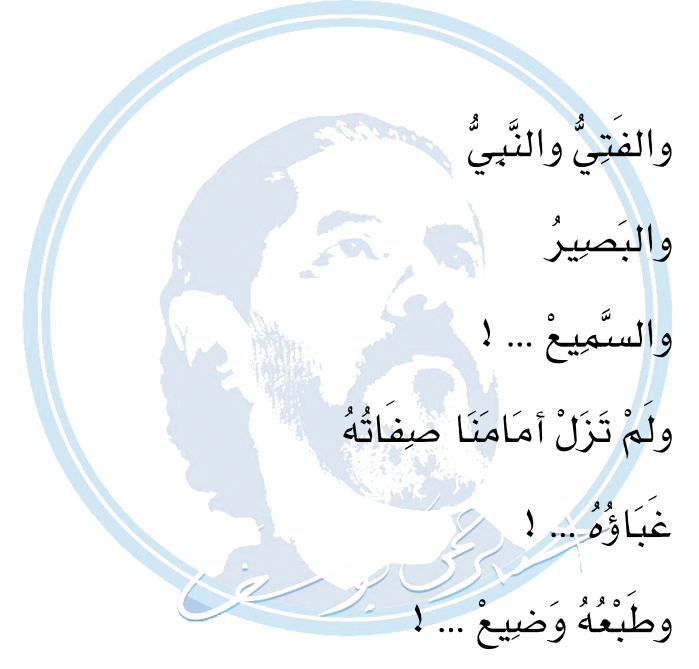 والفَتِيُّ والنَّبِيُّ
والبَصِيرُ
والسَّمِيعْ ... !
ولَمْ تَزَلْ أمَامَنَا صِفَاتُهُ
غَبَاؤُهُ ... !
وطَبْعُهُ وَضِيعْ ... !